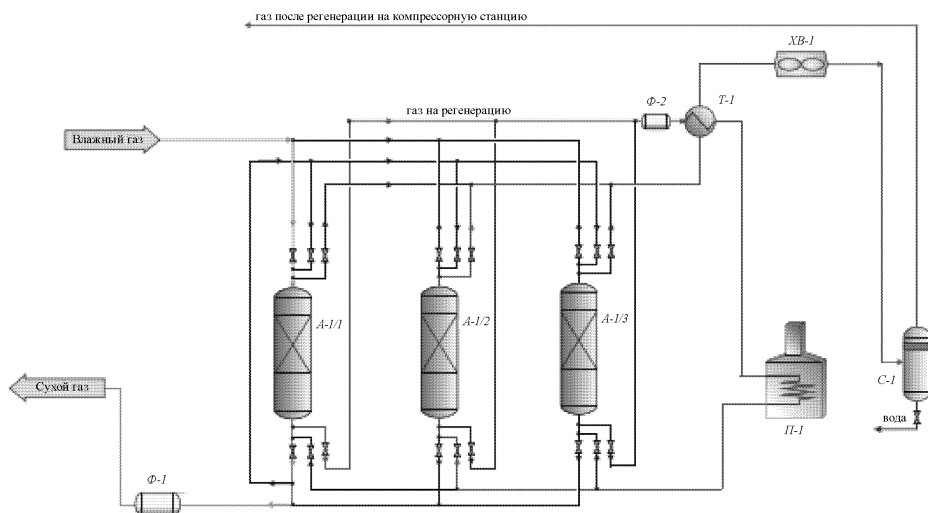 газ после регенерации на компрессорную станцию
ХВ-1
газ на регенерацию
Ф-2
Т-1
Влажный газ
А-1/1
А-1/2
А-1/3
Сухой газ
С-1
вода
П-1
Ф-1